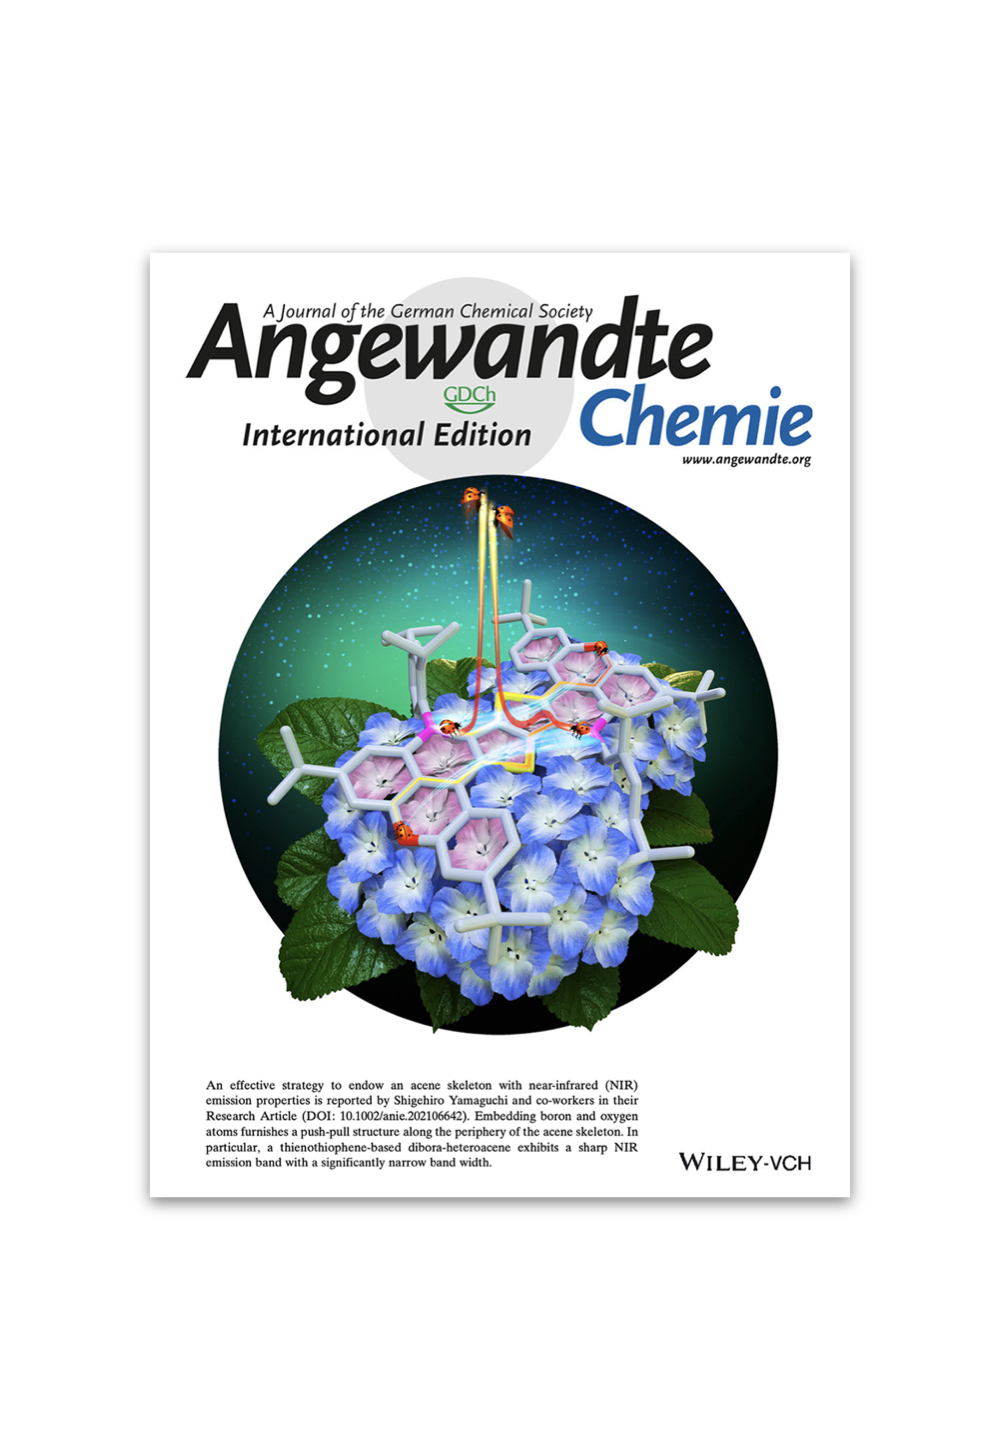 A Journal of the German Chemical Society
Angewandte
GDCh
Chemie
International Edition
www.angewandte.org
An effective strategy to endow an acene skeleton with near-infrared (NIR)
emission properties is reported by Shigehiro Yamaguchi and co-workers in their
Research Article (DOI: 10.1002/anie.202106642). Embedding boron and oxygen
atoms furnishes a push-pull structure along the periphery of the acene skeleton. In
particular, a thienothiophene-based dibora-heteroacene exhibits a sharp NIR
emission band with a significantly narrow band width.
WILEY-VCH